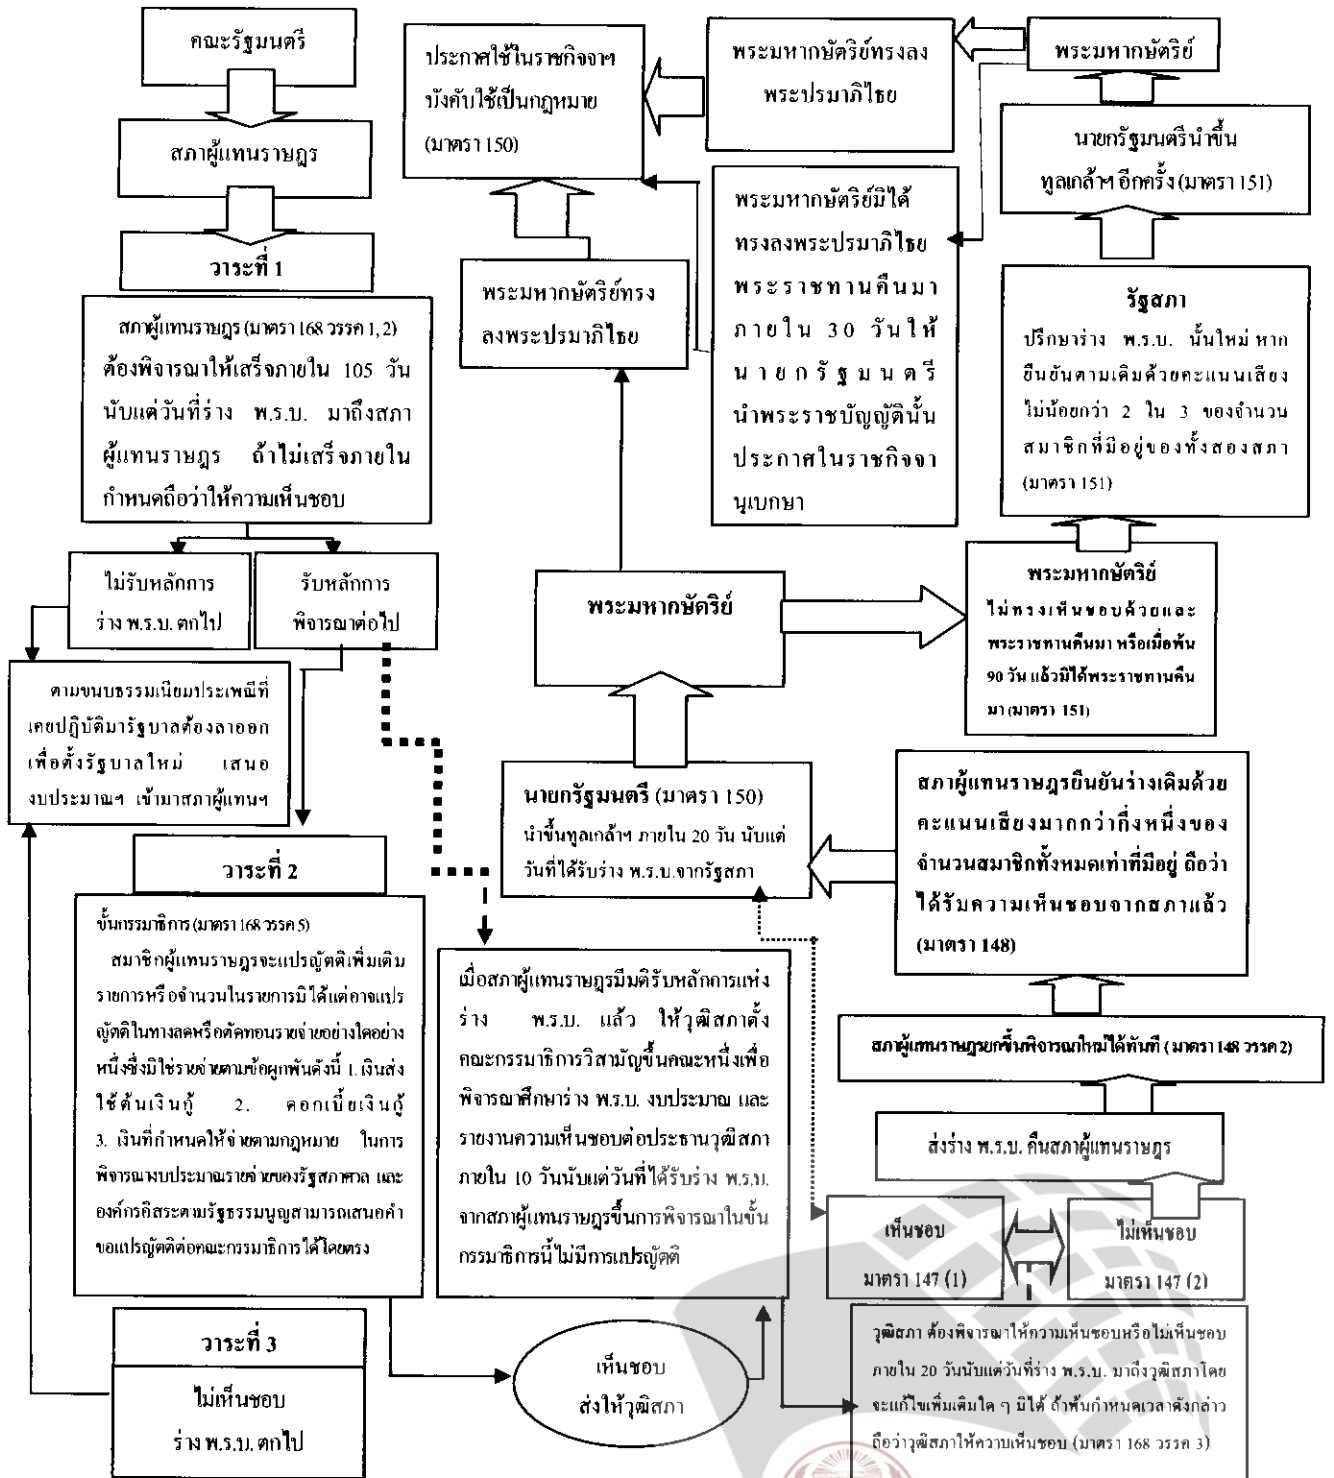 คณะรัฐมนตรี
สภาผู้แทนราษฎร
วาระที่ 1
สภาผู้แทนราษฎร (มาตรา 168 วรรค 1, 2)
ต้องพิจารณาให้เสร็จภายใน 105 วัน
นับแต่วันที่ร่าง พ.ร.บ. มาถึงสภา
ผู้แทนราษฎร ถ้าไม่เสร็จภายใน
กำหนดถือว่าให้ความเห็นชอบ
ไม่รับหลักการ
ร่าง พ.ร.บ. ตกไป
รับหลักการ
พิจารณาต่อไป
ตามขนบธรรมเนียมประเพณีที่
เคยปฏิบัติมารัฐบาลต้องลาออก
เพื่อตั้งรัฐบาลใหม่ เสนอ
งบประมาณฯ เข้ามาสภาผู้แทนฯ
วาระที่ 2
ขั้นกรรมาธิการ (มาตรา 168 วรรค 5)
สมาชิกผู้แทนราษฎรจะแปรญัตติเพิ่มเติม
รายการหรือจำนวนในรายการมิได้แต่อาจแปร
ญัตติในทางลดหรือตัดทอนรายจ่ายอย่างใดอย่าง
หนึ่งซึ่งมิใช่รายจ่ายตามข้อผูกพันดังนี้ 1. เงินส่ง
ใช้ต้นเงินกู้ 2. ดอกเบี้ยเงินกู้
3. เงินที่กำหนดให้จ่ายตามกฎหมาย ในการ
พิจารณางบประมาณรายจ่ายของรัฐสภาศาล และ
องค์กรอิสระตามรัฐธรรมนูญสามารถเสนอคำ
ขอแปรญัตติต่อคณะกรรมาธิการได้โดยตรง
วาระที่ 3
ไม่เห็นชอบ
ร่าง พ.ร.บ. ตกไป
เห็นชอบ
ส่งให้วุฒิสภา
เมื่อสภาผู้แทนราษฎรมีมติรับหลักการแห่ง
ร่าง พ.ร.บ. แล้ว ให้วุฒิสภาตั้ง
คณะกรรมาธิการวิสามัญขึ้นคณะหนึ่งเพื่อ
พิจารณาศึกษาร่าง พ.ร.บ. งบประมาณ และ
รายงานความเห็นชอบต่อประธานวุฒิสภา
ภายใน 10 วันนับแต่วันที่ได้รับร่าง พ.ร.บ.
จากสภาผู้แทนราษฎรขึ้นการพิจารณาในขั้น
กรรมาธิการนี้ ไม่มีการแปรญัตติ
วุฒิสภา ต้องพิจารณาให้ความเห็นชอบหรือไม่เห็นชอบ
ภายใน 20 วันนับแต่วันที่ร่าง พ.ร.บ. มาถึงวุฒิสภาโดย
จะแก้ไขเพิ่มเติมใด ๆ มิได้ ถ้าพ้นกำหนดเวลาดังกล่าว
ถือว่าวุฒิสภาให้ความเห็นชอบ (มาตรา 168 วรรค 3)
เห็นชอบ
มาตรา 147 (1)
ไม่เห็นชอบ
มาตรา 147 (2)
ส่งร่าง พ.ร.บ. คืนสภาผู้แทนราษฎร
สภาผู้แทนราษฎรยกขึ้นพิจารณาใหม่ได้ทันที (มาตรา 148 วรรค 2)
สภาผู้แทนราษฎรยืนยันร่างเดิมด้วย
คะแนนเสียงมากกว่ากึ่งหนึ่งของ
จำนวนสมาชิกทั้งหมดเท่าที่มีอยู่ ถือว่า
ได้รับความเห็นชอบจากสภาแล้ว
(มาตรา 148)
นายกรัฐมนตรี (มาตรา 150)
นำขึ้นทูลเกล้าฯ ภายใน 20 วัน นับแต่
วันที่ได้รับร่าง พ.ร.บ.จากรัฐสภา
พระมหากษัตริย์
พระมหากษัตริย์
ไม่ทรงเห็นชอบด้วยและ
พระราชทานคืนมา หรือเมื่อพ้น
90 วัน แล้วมิได้พระราชทานคืน
มา (มาตรา 151)
รัฐสภา
ปรึกษาร่าง พ.ร.บ. นั้นใหม่ หาก
ยืนยันตามเดิมด้วยคะแนนเสียง
ไม่น้อยกว่า 2 ใน 3 ของจำนวน
สมาชิกที่มีอยู่ของทั้งสองสภา
(มาตรา 151)
นายกรัฐมนตรีนำขึ้น
ทูลเกล้าฯ อีกครั้ง (มาตรา 151)
พระมหากษัตริย์
พระมหากษัตริย์ทรงลง
พระปรมาภิไธย
พระมหากษัตริย์มิได้
ทรงลงพระปรมาภิไธย
พระราชทานคืนมา
ภายใน 30 วันให้
นายกรัฐมนตรี
นำพระราชบัญญัตินั้น
ประกาศในราชกิจจา
นุเบกษา
พระมหากษัตริย์ทรง
ลงพระปรมาภิไธย
ประกาศใช้ในราชกิจจาฯ
บังคับใช้เป็นกฎหมาย
(มาตรา 150)